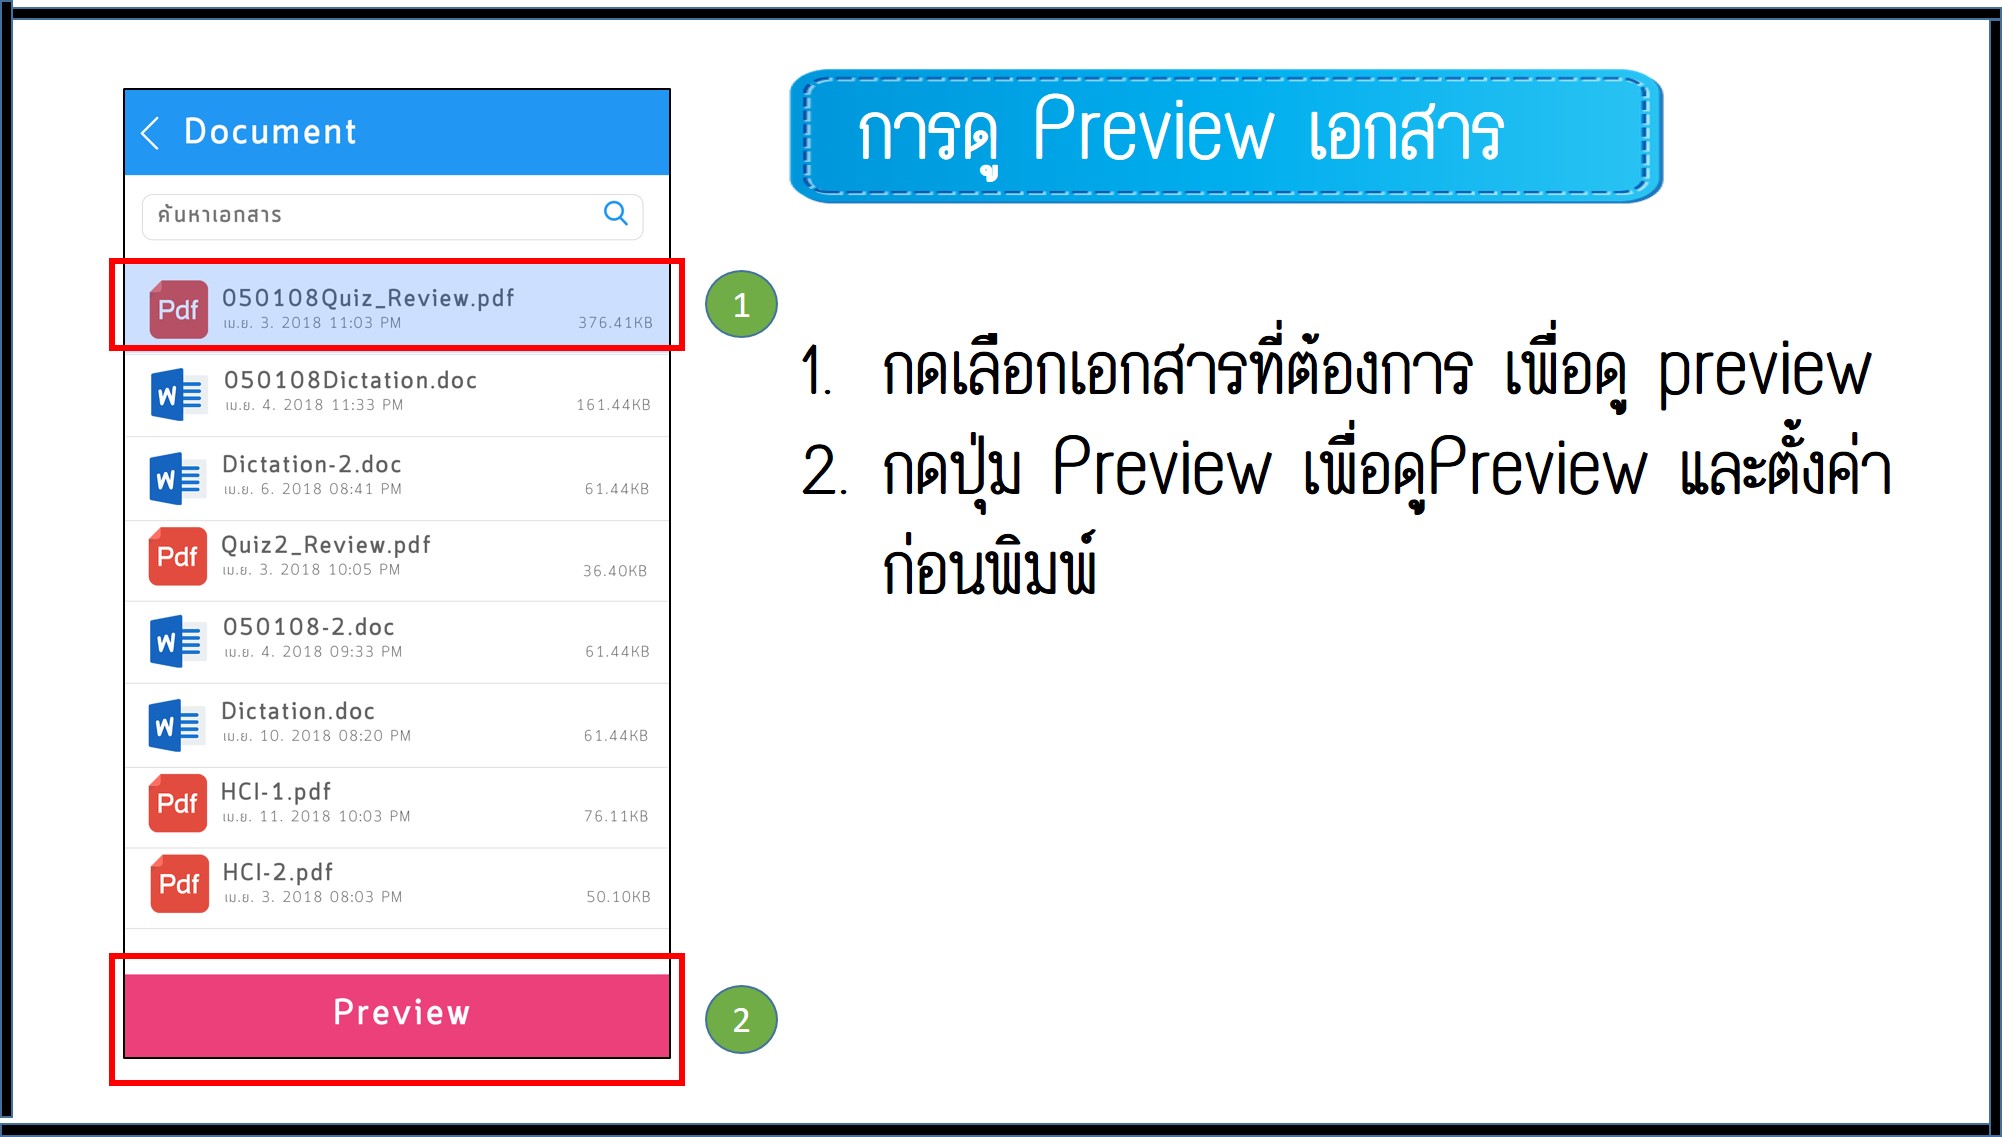 Document
ค้นหาเอกสาร
Pdf
050108Quiz_Review.pdf
เม.ย. 3. 2018 11:03 PM
376.41KB
W
050108Dictation.doc
เม.ย. 4. 2018 11:33 PM
161.44KB
W
Dictation-2.doc
เม.ย. 6. 2018 08:41 PM
61.44KB
Pdf
Quiz2_Review.pdf
เม.ย. 3. 2018 10:05 PM
36.40KB
W
050108-2.doc
เม.ย. 4. 2018 09:33 PM
61.44KB
W
Dictation.doc
เม.ย. 10. 2018 08:20 PM
61.44KB
Pdf
HCI-1.pdf
เม.ย. 11. 2018 10:03 PM
76.11KB
Pdf
HCI-2.pdf
เม.ย. 3. 2018 08:03 PM
50.10KB
Preview
1
2
การดู Preview เอกสาร
1. กดเลือกเอกสารที่ต้องการ เพื่อดู preview
2. กดปุ่ม Preview เพื่อดูPreview และตั้งค่า
ก่อนพิมพ์